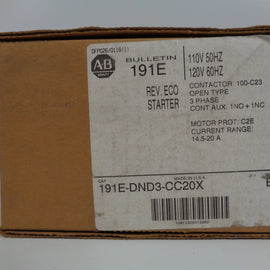 A-B
BULLETIN
191E
REV. ECO
STARTER
110V 50HZ
120V 60HZ
CONTACTOR: 100-C23
OPEN TYPE
3 PHASE
CONT AUX: 1NO + 1NC
MOTOR PROT: C2E
CURRENT RANGE:
14.5-20 A
CAT
MADE IN U.S.A.
191E-DND3-CC20X